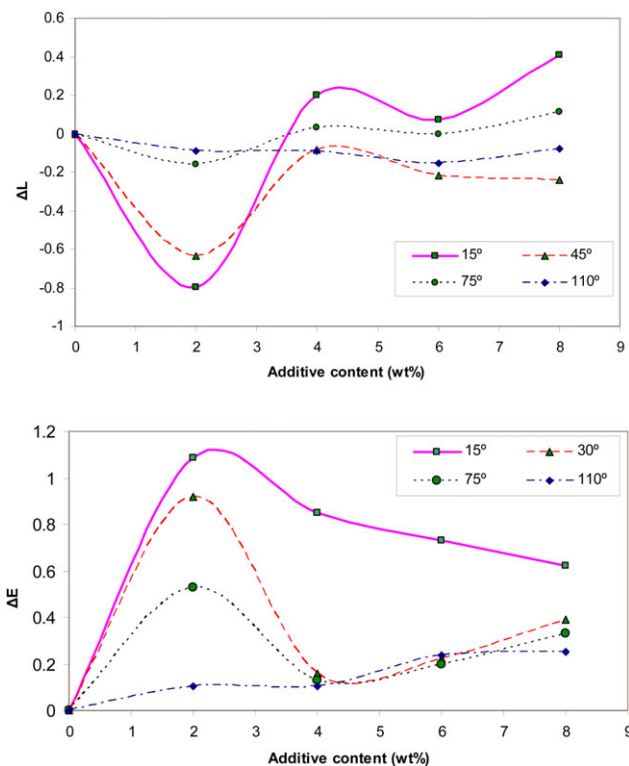 0.6
0.4
0.2
0
-0.2
-0.4
-0.6
-0.8
-1
ΔL
15º 45º
75º 110º
0 1 2 3 4 5 6 7 8 9
Additive content (wt%)
1.2
1
0.8
0.6
0.4
0.2
0
ΔE
15º 30º
75º 110º
0 1 2 3 4 5 6 7 8 9
Additive content (wt%)